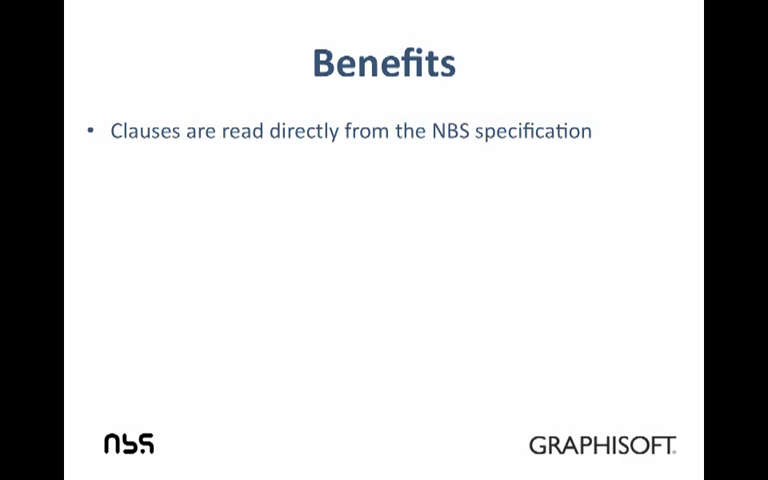 Benefits
• Clauses are read directly from the NBS specification
nbs
GRAPHISOFT.